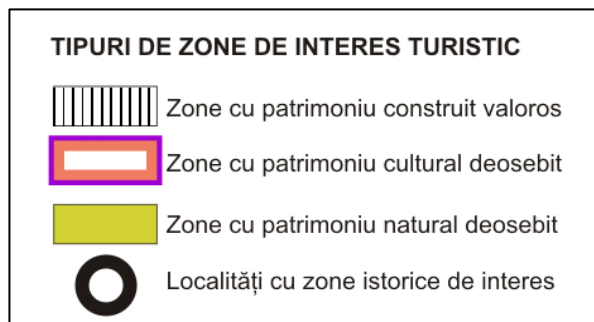 TIPURI DE ZONE DE INTERES TURISTIC
Zone cu patrimoniu construit valoros
Zone cu patrimoniu cultural deosebit
Zone cu patrimoniu natural deosebit
Localități cu zone istorice de interes